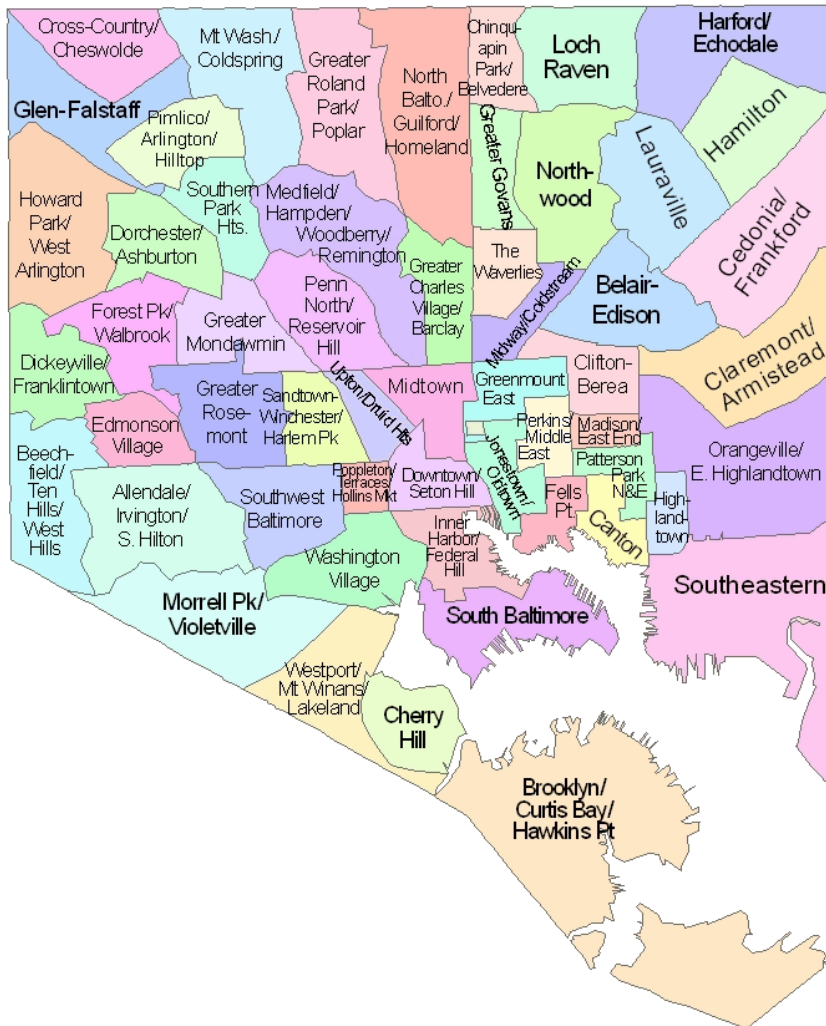 Cross-Country/
Cheswolde
Mt Wash/
Coldspring
Greater
Roland
Park/
Poplar
North
Balto./
Guilford/
Homeland
Chinqu-
apin
Park/
Belvedere
Loch
Raven
Harford/
Echodale
Glen-Falstaff
Pimlico/
Arlington/
Hilltop
Greater Govans
North-
wood
Lauraville
Hamilton
Howard
Park/
West
Arlington
Dorchester/
Ashburton
Southern
Park
Hts.
Medfield/
Hampden/
Woodberry/
Remington
Greater
Charles
Village/
Barclay
The
Waverlies
Midway/Coldstream
Belair-
Edison
Cedonia/
Frankford
Forest Pk/
Walbrook
Greater
Mondawmin
Penn
North/
Reservoir
Hill
Claremont/
Armistead
Dickeyville/
Franklintown
Greater
Rose-
mont
Sandtown-
Winchester/
Harlem Pk
Upton/Druid Hts
Midtown
Greenmount
East
Clifton-
Berea
Edmonson
Village
Perkins/
Middle
East
Madison/
East End
Orangeville/
E. Highlandtown
Beech-
field/
Ten
Hills/
West
Hills
Allendale/
Irvington/
S. Hilton
Southwest
Baltimore
Poppleton/
Terraces/
Hollins Mkt
Downtown/
Seton Hill
Jonestown/
Oldtown
Patterson
Park
N&E
Fells
Pt.
Canton
High-
land-
town
Washington
Village
Inner
Harbor/
Federal
Hill
Morrell Pk/
Violetville
South Baltimore
Southeastern
Westport/
Mt Winans/
Lakeland
Cherry
Hill
Brooklyn/
Curtis Bay/
Hawkins Pt